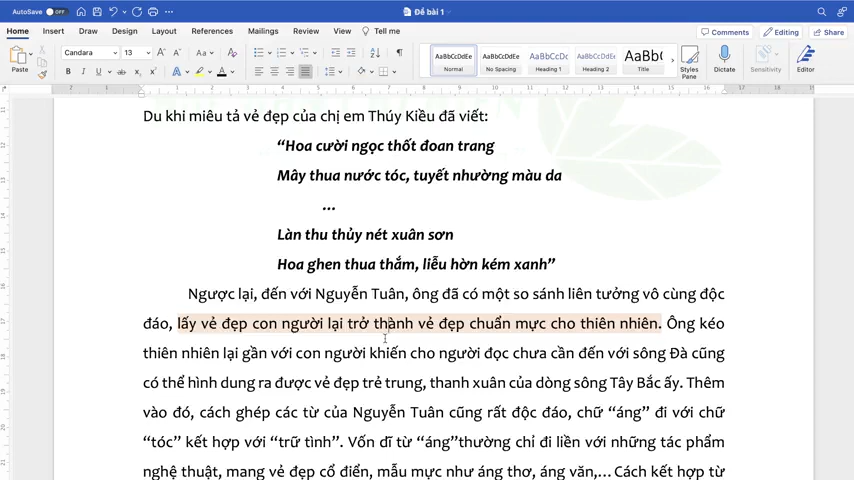 AutoSave OFF Đề bài 1
Home Insert Draw Design Layout References Mailings Review View Tell me Comments Editing Share
Paste Candara 13 AaBbCcDdEe Normal AaBbCcDdEe No Spacing AaBbCcDc Heading 1 AaBbCcDdEe Heading 2 AaBbC Title Styles Pane Dictate Sensitivity Editor
Du khi miêu tả vẻ đẹp của chị em Thúy Kiều đã viết:
“Hoa cười ngọc thốt đoan trang
Mây thua nước tóc, tuyết nhường màu da
...
Làn thu thủy nét xuân sơn
Hoa ghen thua thắm, liễu hờn kém xanh”
Ngược lại, đến với Nguyễn Tuân, ông đã có một so sánh liên tưởng vô cùng độc
đáo, lấy vẻ đẹp con người lại trở thành vẻ đẹp chuẩn mực cho thiên nhiên. Ông kéo
thiên nhiên lại gần với con người khiến cho người đọc chưa cần đến với sông Đà cũng
có thể hình dung ra được vẻ đẹp trẻ trung, thanh xuân của dòng sông Tây Bắc ấy. Thêm
vào đó, cách ghép các từ của Nguyễn Tuân cũng rất độc đáo, chữ “áng” đi với chữ
“tóc” kết hợp với “trữ tình”. Vốn dĩ từ “áng”thường chỉ đi liền với những tác phẩm
nghệ thuật, mang vẻ đẹp cổ điển, mẫu mực như áng thơ, áng văn,... Cách kết hợp từ